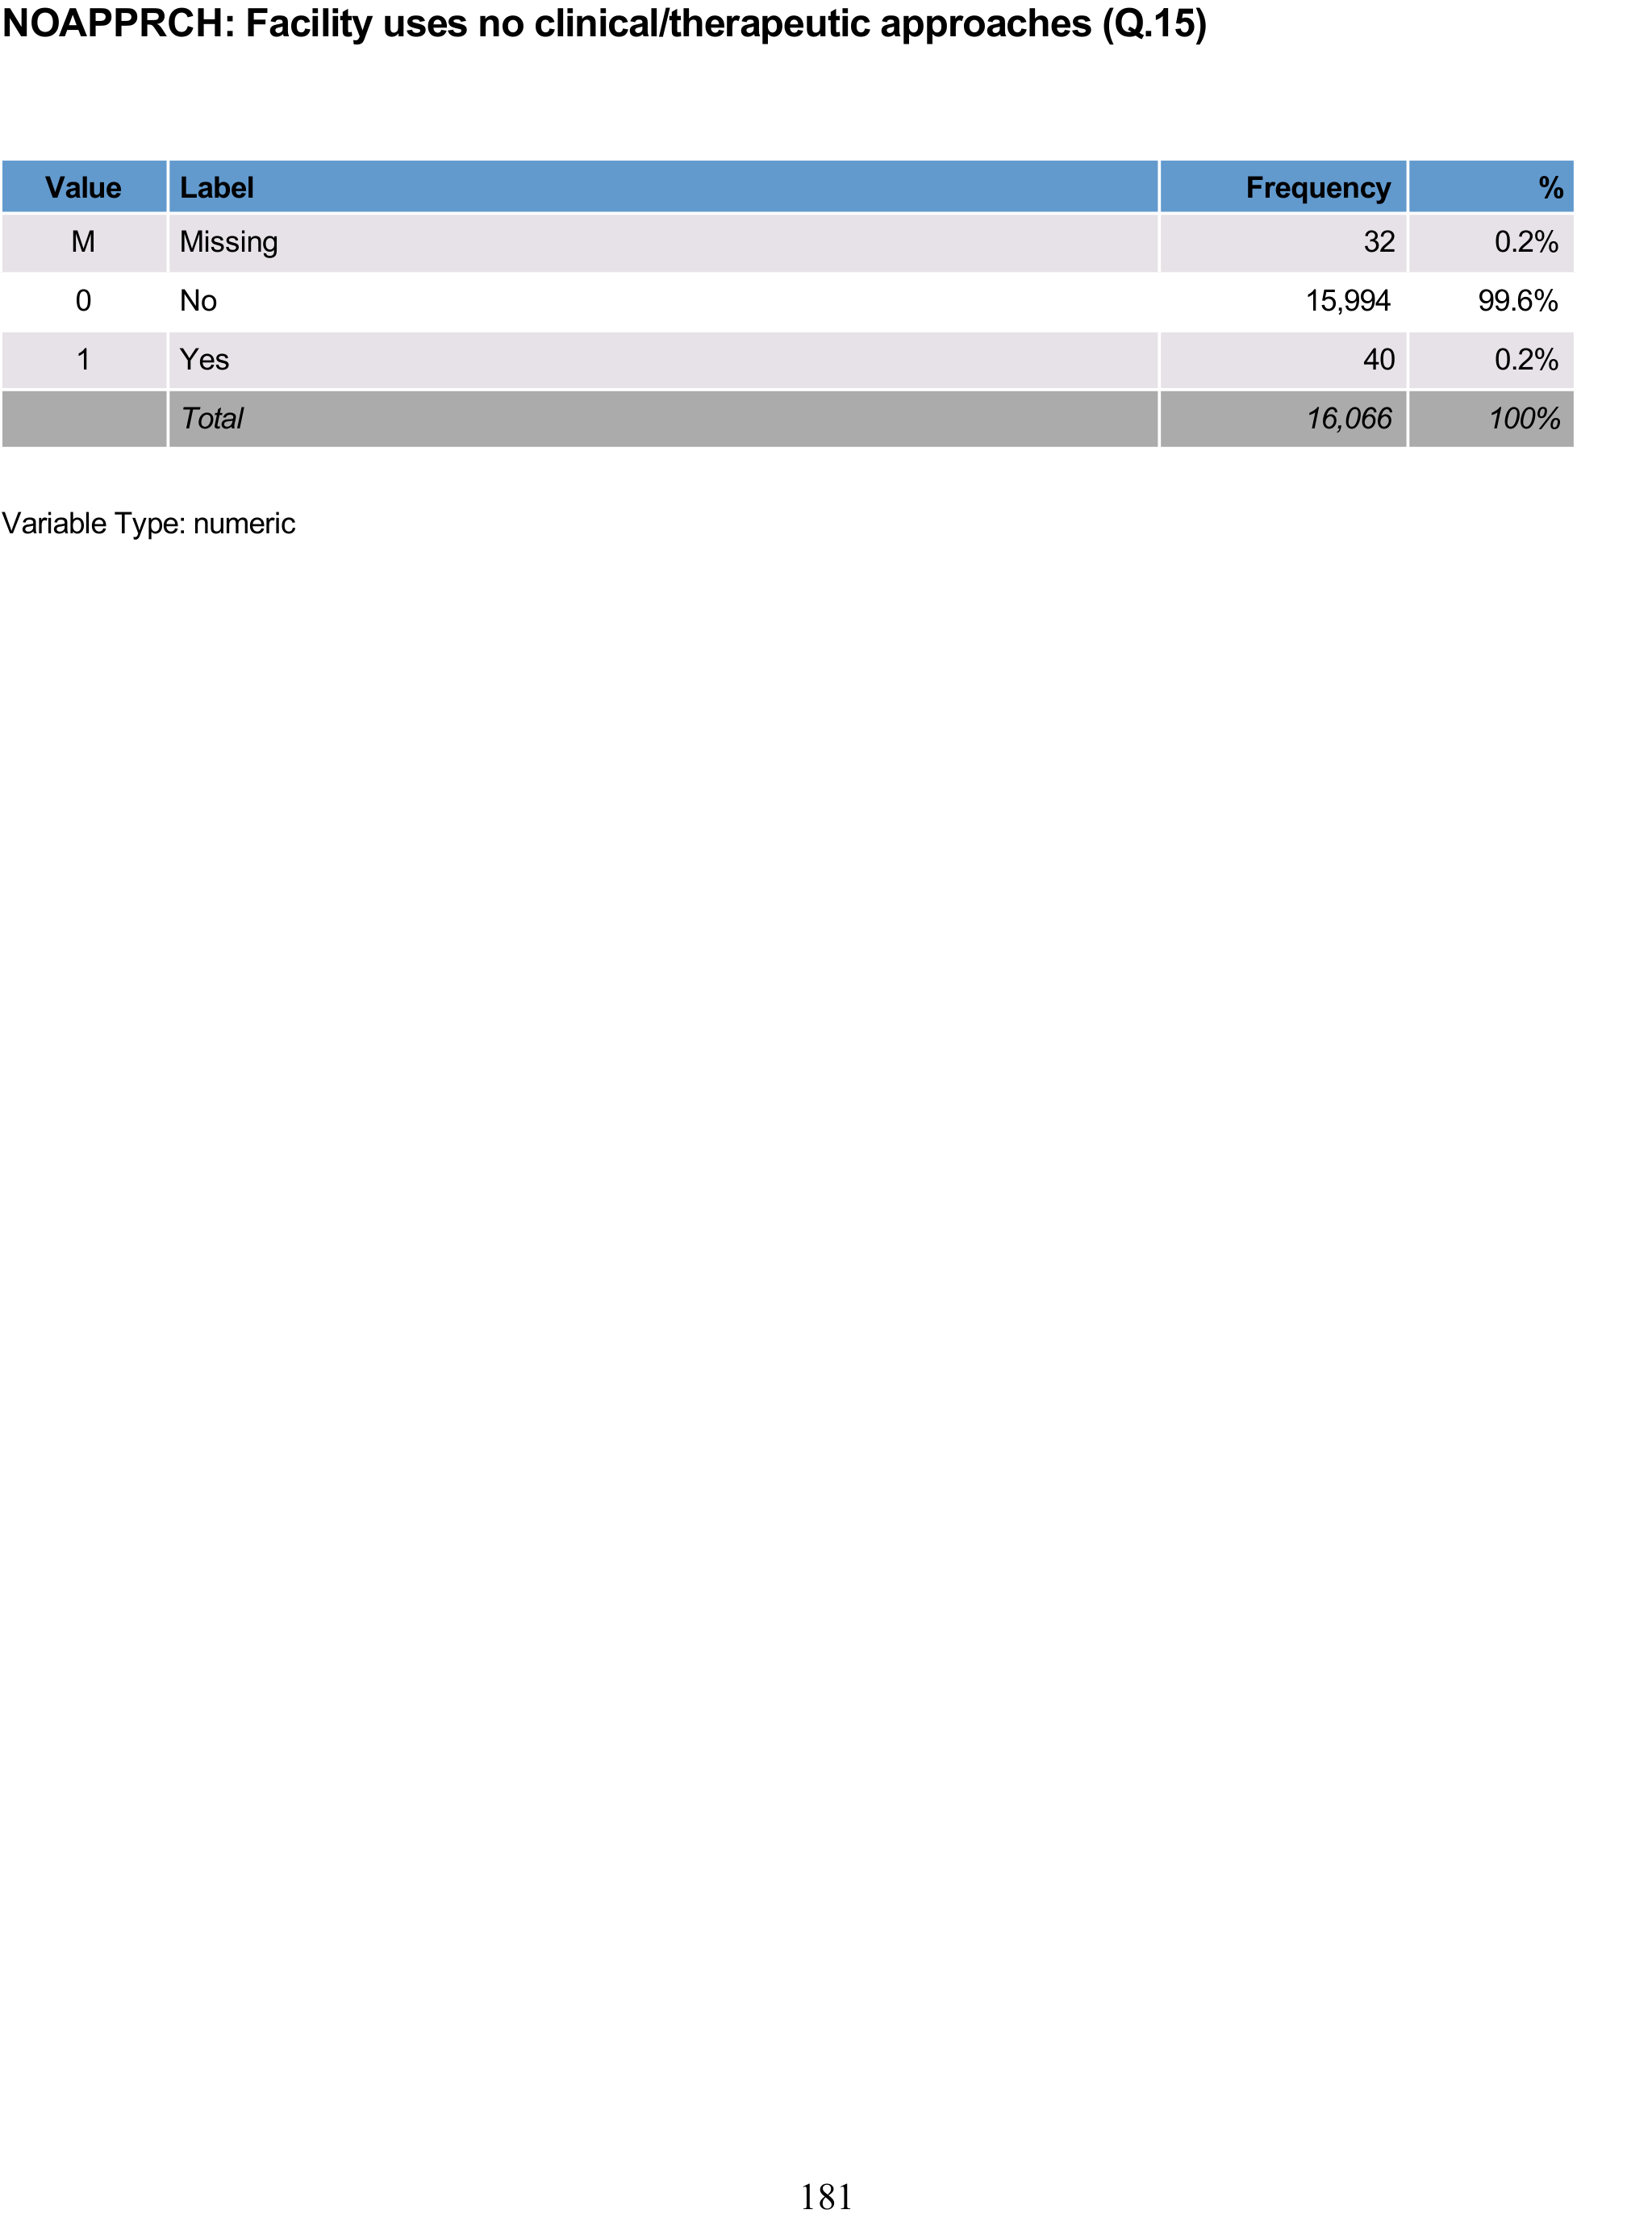 NOAPPRCH: Facility uses no clinical/therapeutic approaches (Q.15)
Value Label Frequency %
M Missing 32 0.2%
0 No 15,994 99.6%
1 Yes 40 0.2%
Total 16,066 100%
Variable Type: numeric
181